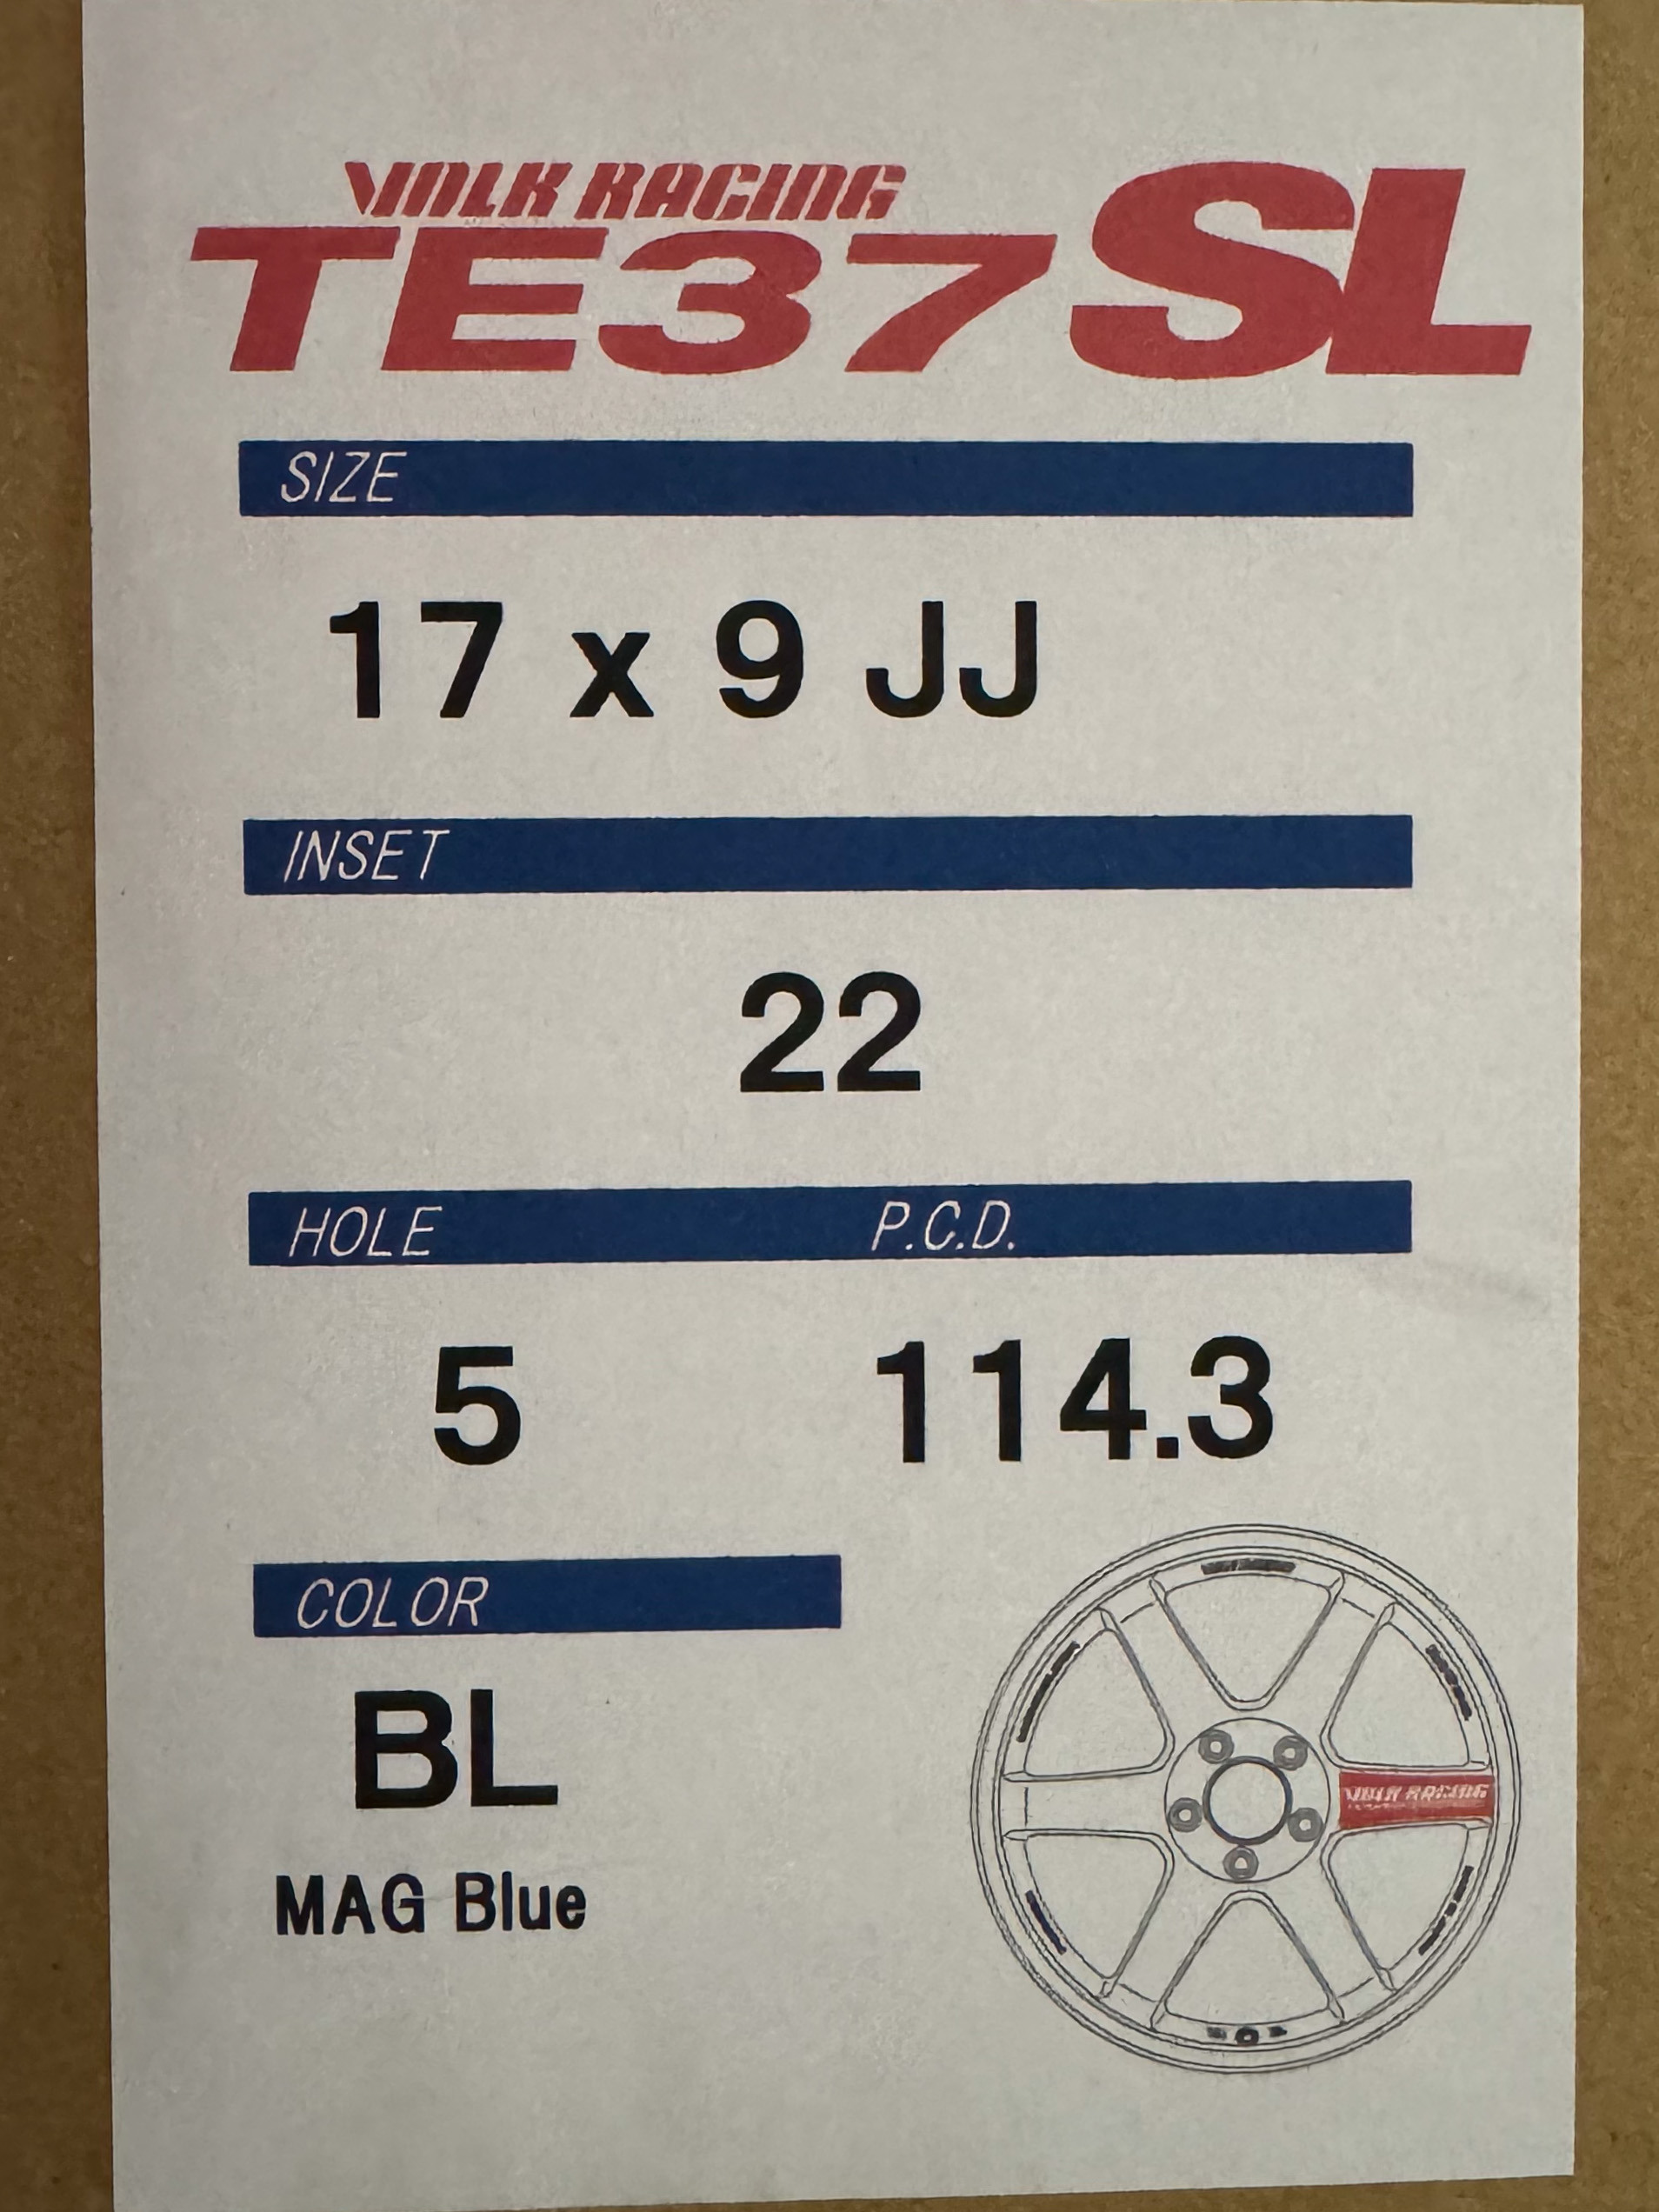 VOLK RACING
TE37SL
SIZE
17 x 9 JJ
INSET
22
HOLE P.C.D.
5 114.3
COLOR
BL
MAG Blue
VOLK RACING